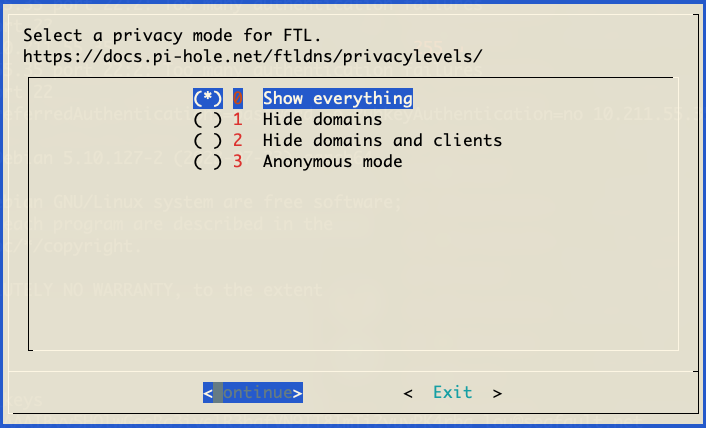 Select a privacy mode for FTL.
https://docs.pi-hole.net/ftldns/privacylevels/
(*) 0 Show everything
( ) 1 Hide domains
( ) 2 Hide domains and clients
( ) 3 Anonymous mode
<Continue> < Exit >